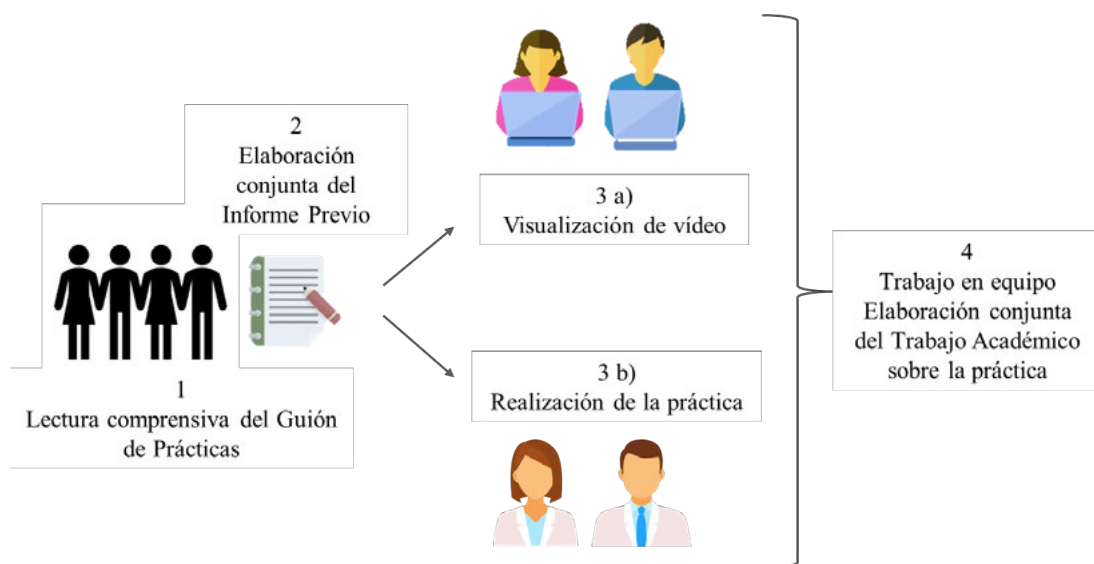 1
Lectura comprensiva del Guión
de Prácticas
2
Elaboración
conjunta del
Informe Previo
3 a)
Visualización de vídeo
3 b)
Realización de la práctica
4
Trabajo en equipo
Elaboración conjunta
del Trabajo Académico
sobre la práctica